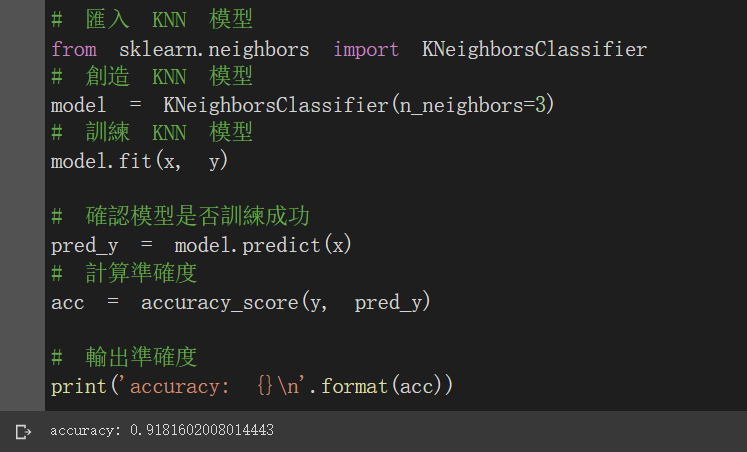 # 匯入 KNN 模型
from sklearn.neighbors import KNeighborsClassifier
# 創造 KNN 模型
model = KNeighborsClassifier(n_neighbors=3)
# 訓練 KNN 模型
model.fit(x, y)
# 確認模型是否訓練成功
pred_y = model.predict(x)
# 計算準確度
acc = accuracy_score(y, pred_y)
# 輸出準確度
print('accuracy: {}\n'.format(acc))
accuracy: 0.9181602008014443